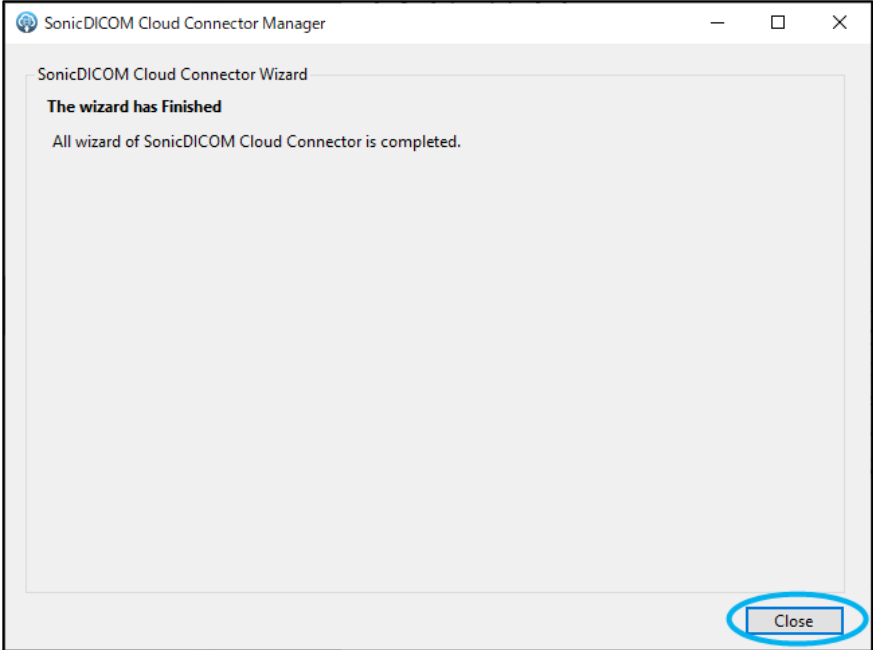 SonicDICOM Cloud Connector Manager
SonicDICOM Cloud Connector Wizard
The wizard has Finished
All wizard of SonicDICOM Cloud Connector is completed.
Close